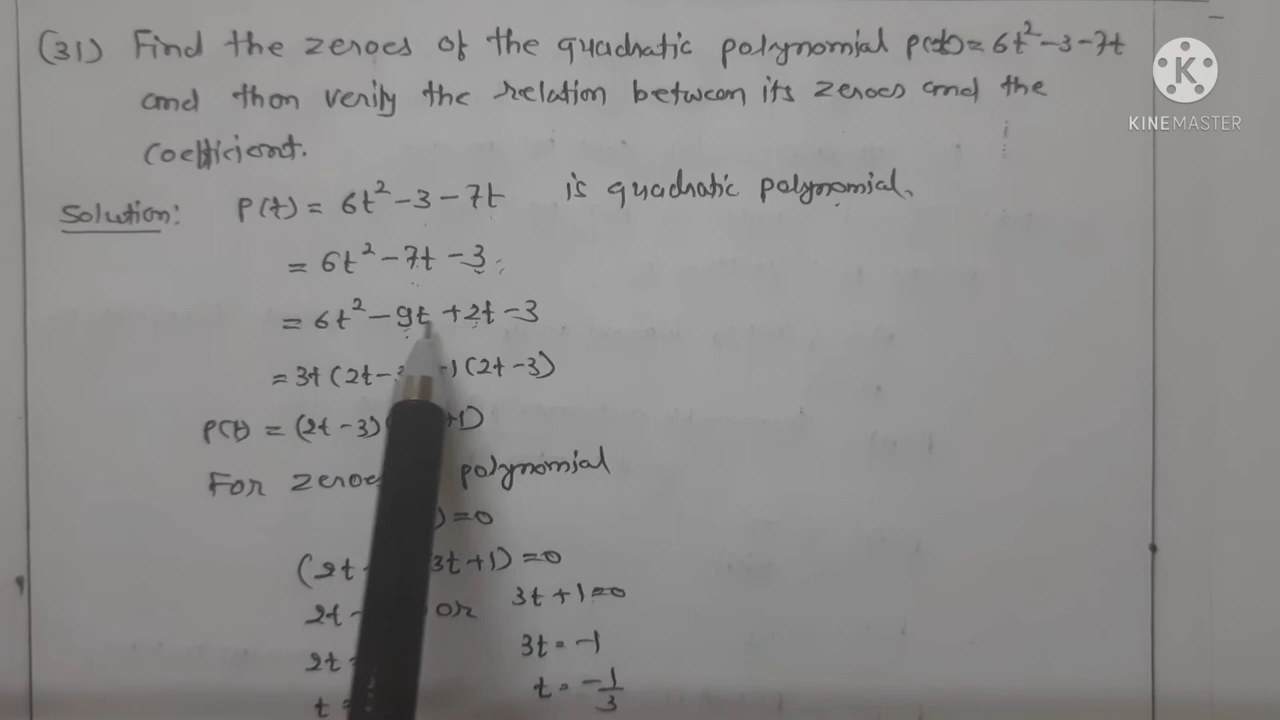 (31) Find the zeroes of the quadratic polynomial p(t) = 6t² - 3 - 7t
and then verify the relation between its zeroes and the
coefficient.
Solution: P(t) = 6t² - 3 - 7t is quadratic polynomial.
= 6t² - 7t - 3
= 6t² - 9t + 2t - 3
= 3t (2t - 1 (2t - 3)
p(t) = (2t - 3) +1)
For polynomial
) = 0
(2t 3t + 1) = 0
2t - or 3t + 1 = 0
2t = 3t = -1
t = t = -1/3
K
KINEMASTER